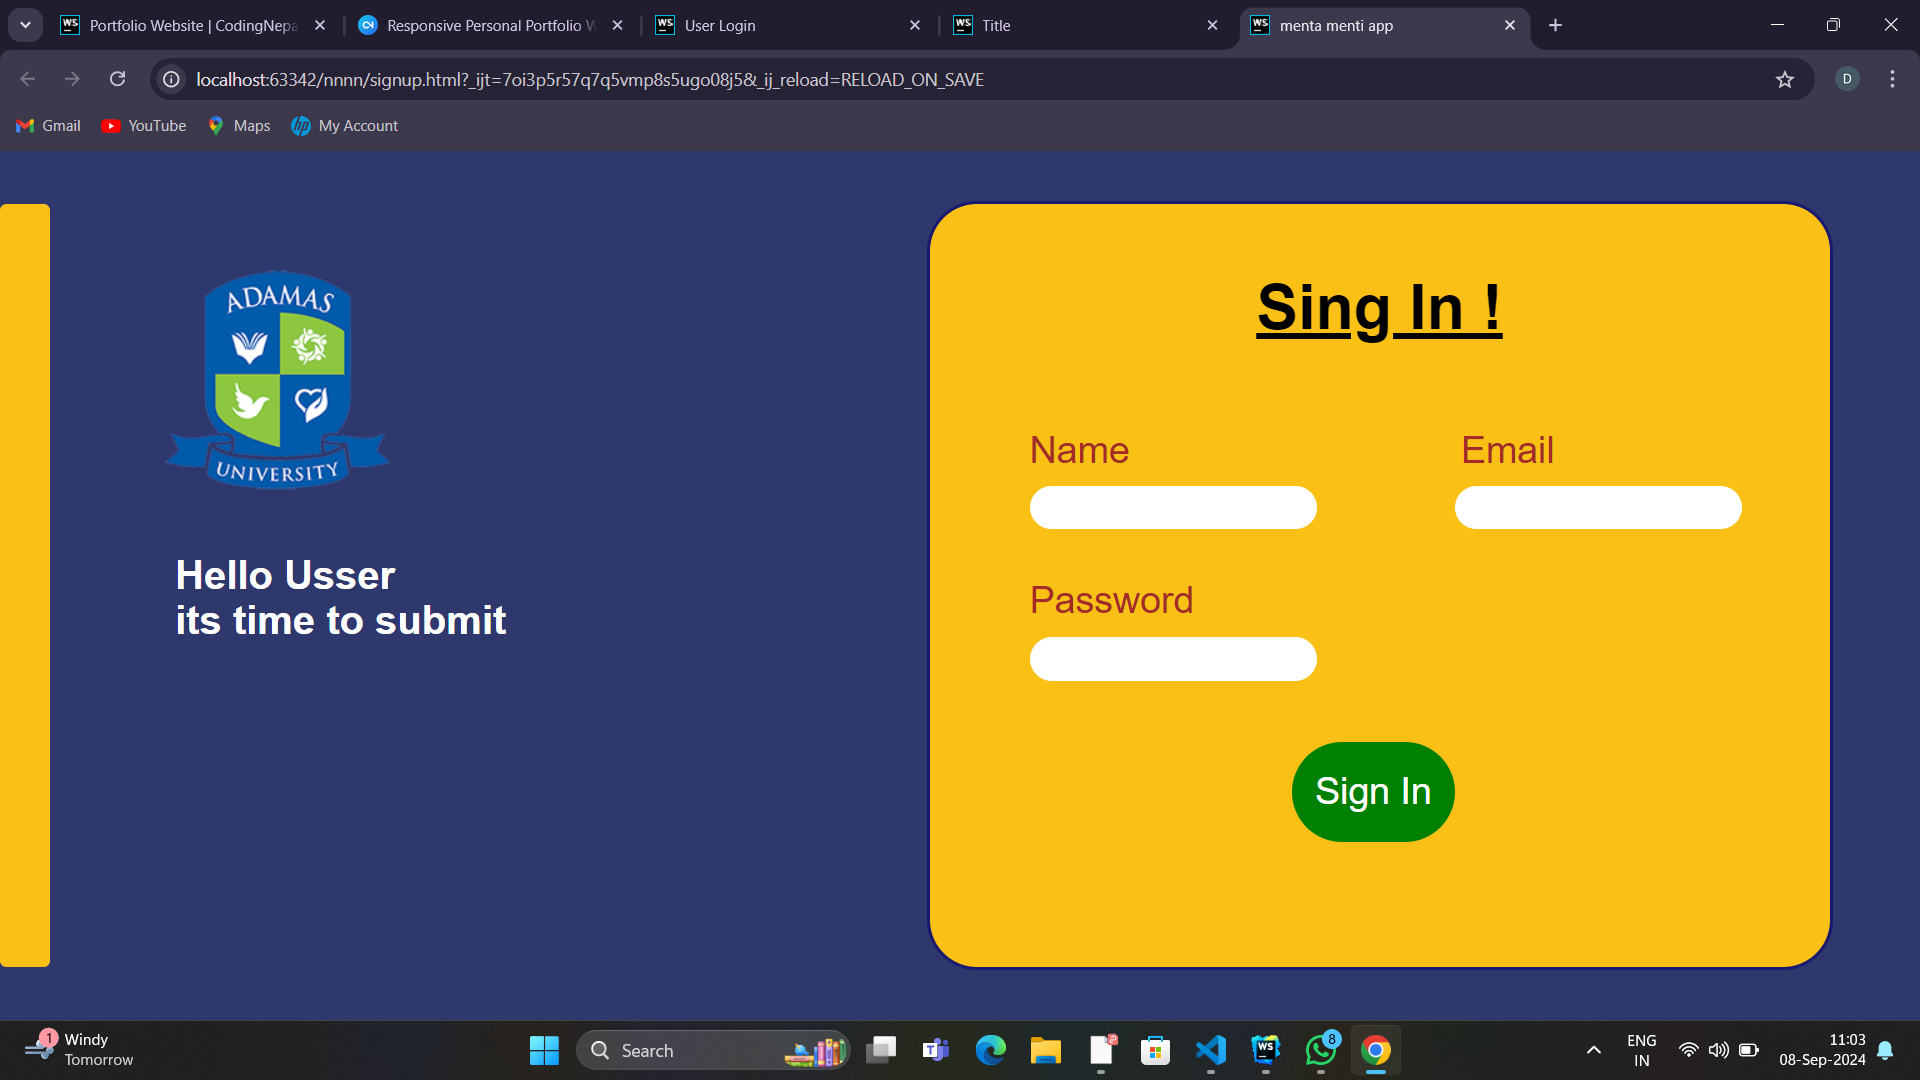 Portfolio Website | CodingNepa
Responsive Personal Portfolio W
User Login
Title
menta menti app
localhost:63342/nnnn/signup.html?_ijt=7oi3p5r57q7q5vmp8s5ugo08j5&_ij_reload=RELOAD_ON_SAVE
D
Gmail
YouTube
Maps
My Account
ADAMAS
UNIVERSITY
Hello Usser
its time to submit
Sing In !
Name
Email
Password
Sign In
1
Windy
Tomorrow
Search
8
ENG
IN
11:03
08-Sep-2024